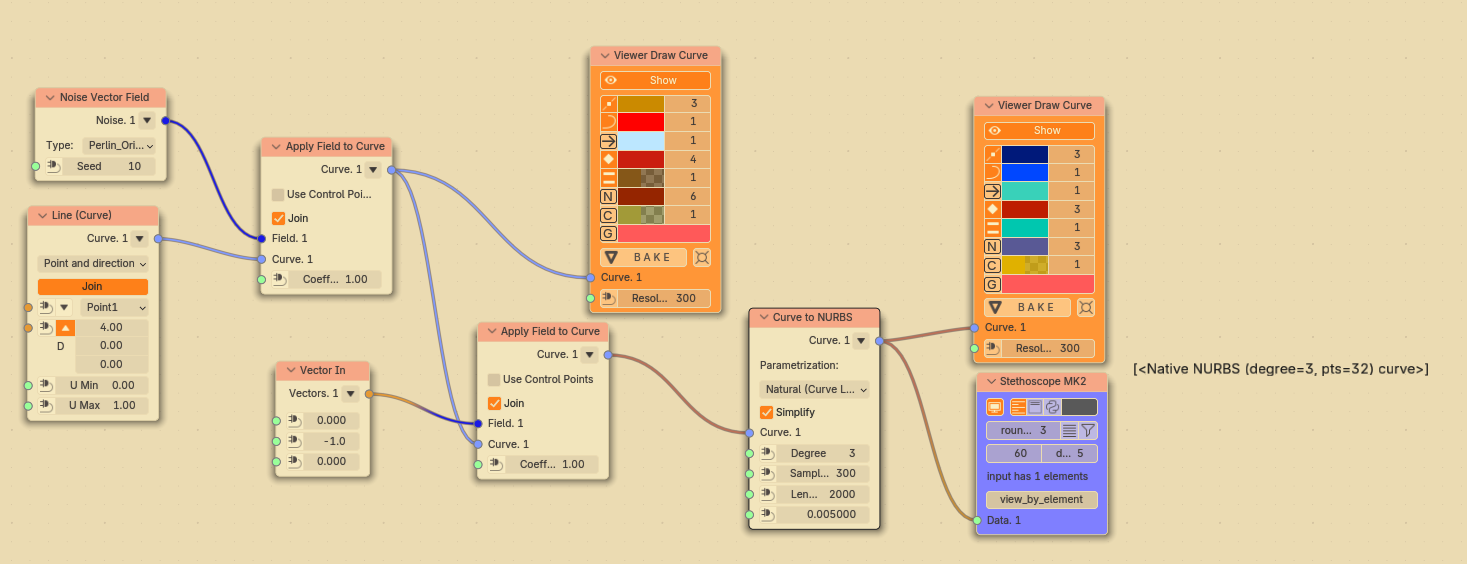 Noise Vector Field
Noise. 1
Type: Perlin_Ori...
Seed 10
Line (Curve)
Curve. 1
Point and direction
Join
Point1
4.00
D 0.00
0.00
U Min 0.00
U Max 1.00
Apply Field to Curve
Curve. 1
Use Control Poi...
Join
Field. 1
Curve. 1
Coeff... 1.00
Vector In
Vectors. 1
0.000
-1.0
0.000
Apply Field to Curve
Curve. 1
Use Control Points
Join
Field. 1
Curve. 1
Coeff... 1.00
Viewer Draw Curve
Show
3
1
1
4
1
N 6
C 1
G
BAKE
Curve. 1
Resol... 300
Curve to NURBS
Curve. 1
Parametrization:
Natural (Curve L...
Simplify
Curve. 1
Degree 3
Sampl... 300
Len... 2000
0.005000
Viewer Draw Curve
Show
3
1
1
3
1
N 3
C 1
G
BAKE
Curve. 1
Resol... 300
Stethoscope MK2
roun... 3
60 d... 5
input has 1 elements
view_by_element
Data. 1
[<Native NURBS (degree=3, pts=32) curve>]